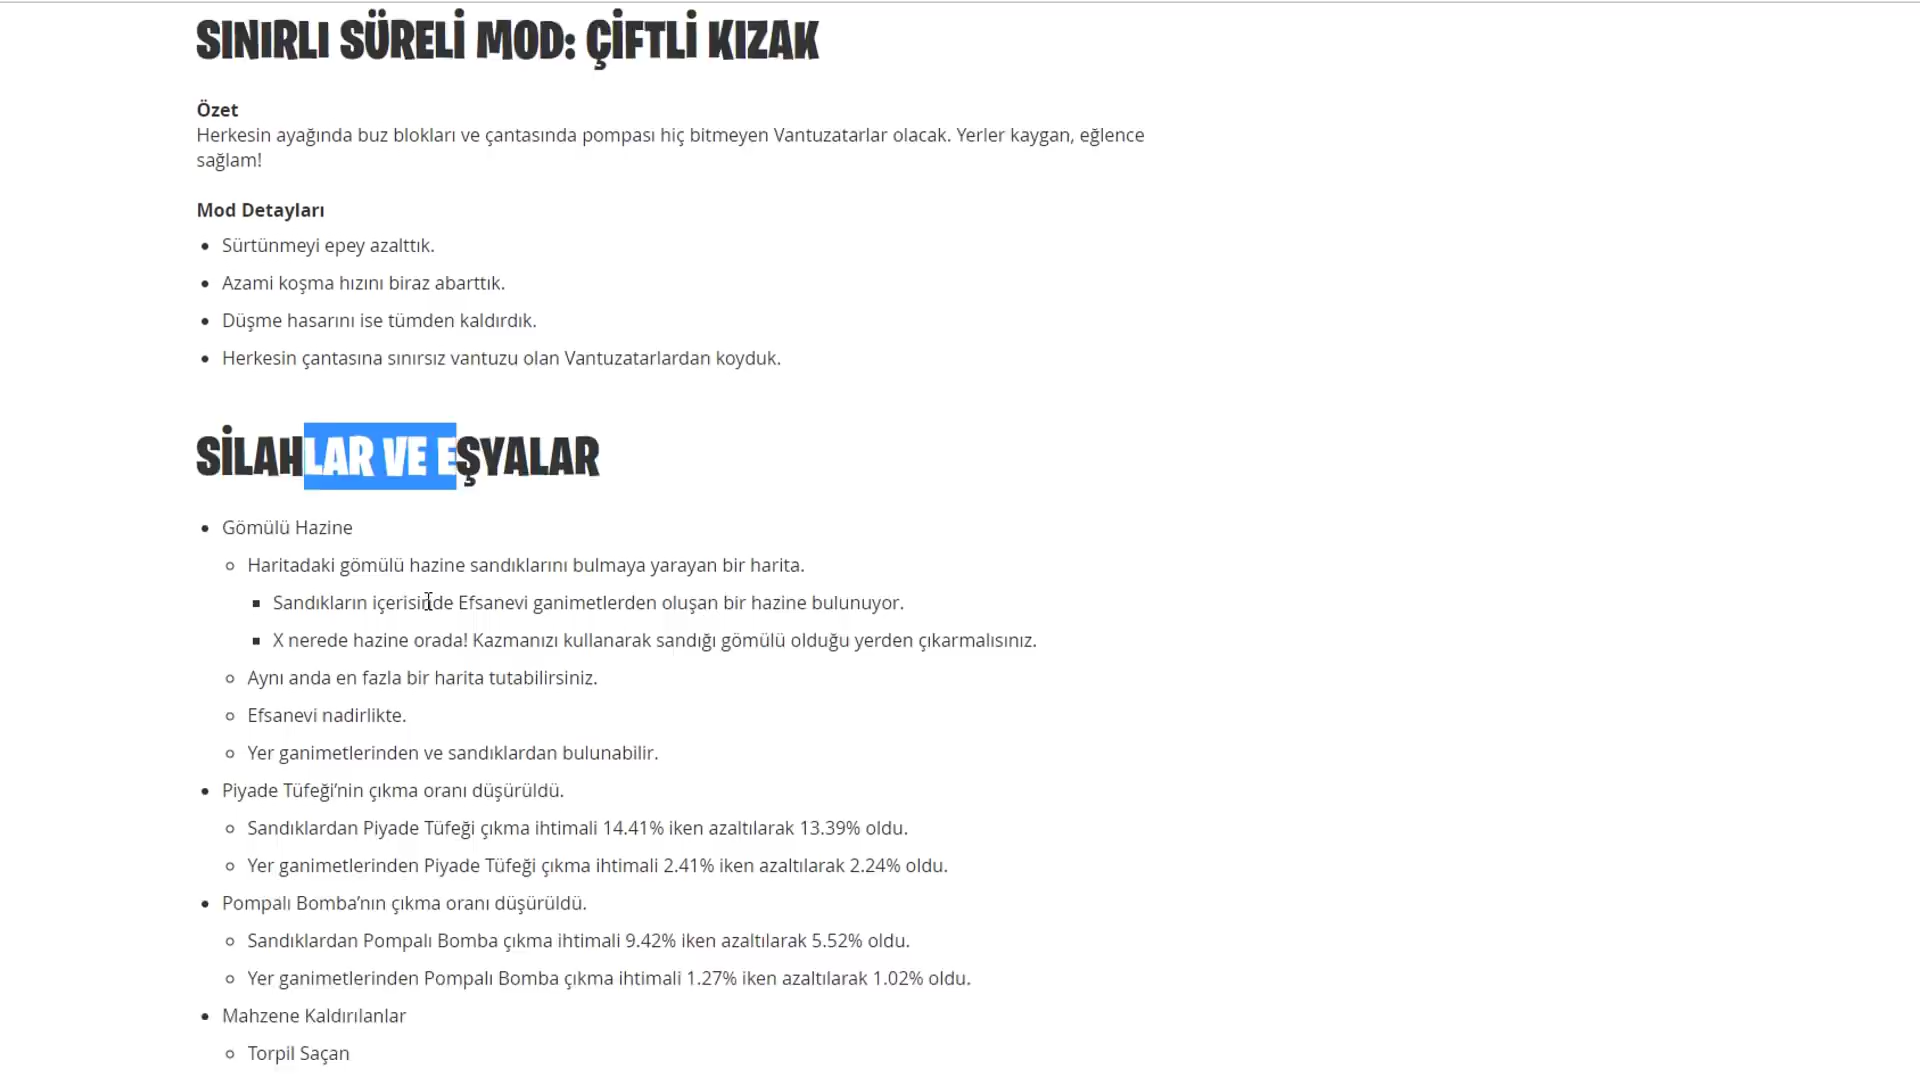 SINIRLI SÜRELİ MOD: ÇİFTLİ KIZAK
Özet
Herkesin ayağında buz blokları ve çantasında pompası hiç bitmeyen Vantuzatarlar olacak. Yerler kaygan, eğlence
sağlam!
Mod Detayları
Sürtünmeyi epey azalttık.
Azami koşma hızını biraz abarttık.
Düşme hasarını ise tümden kaldırdık.
Herkesin çantasına sınırsız vantuzu olan Vantuzatarlardan koyduk.
SİLAHLAR VE EŞYALAR
Gömülü Hazine
Haritadaki gömülü hazine sandıklarını bulmaya yarayan bir harita.
Sandıkların içerisinde Efsanevi ganimetlerden oluşan bir hazine bulunuyor.
X nerede hazine orada! Kazmanızı kullanarak sandığı gömülü olduğu yerden çıkarmalısınız.
Aynı anda en fazla bir harita tutabilirsiniz.
Efsanevi nadirlikte.
Yer ganimetlerinden ve sandıklardan bulunabilir.
Piyade Tüfeği’nin çıkma oranı düşürüldü.
Sandıklardan Piyade Tüfeği çıkma ihtimali 14.41% iken azaltılarak 13.39% oldu.
Yer ganimetlerinden Piyade Tüfeği çıkma ihtimali 2.41% iken azaltılarak 2.24% oldu.
Pompalı Bomba’nın çıkma oranı düşürüldü.
Sandıklardan Pompalı Bomba çıkma ihtimali 9.42% iken azaltılarak 5.52% oldu.
Yer ganimetlerinden Pompalı Bomba çıkma ihtimali 1.27% iken azaltılarak 1.02% oldu.
Mahzene Kaldırılanlar
Torpil Saçan